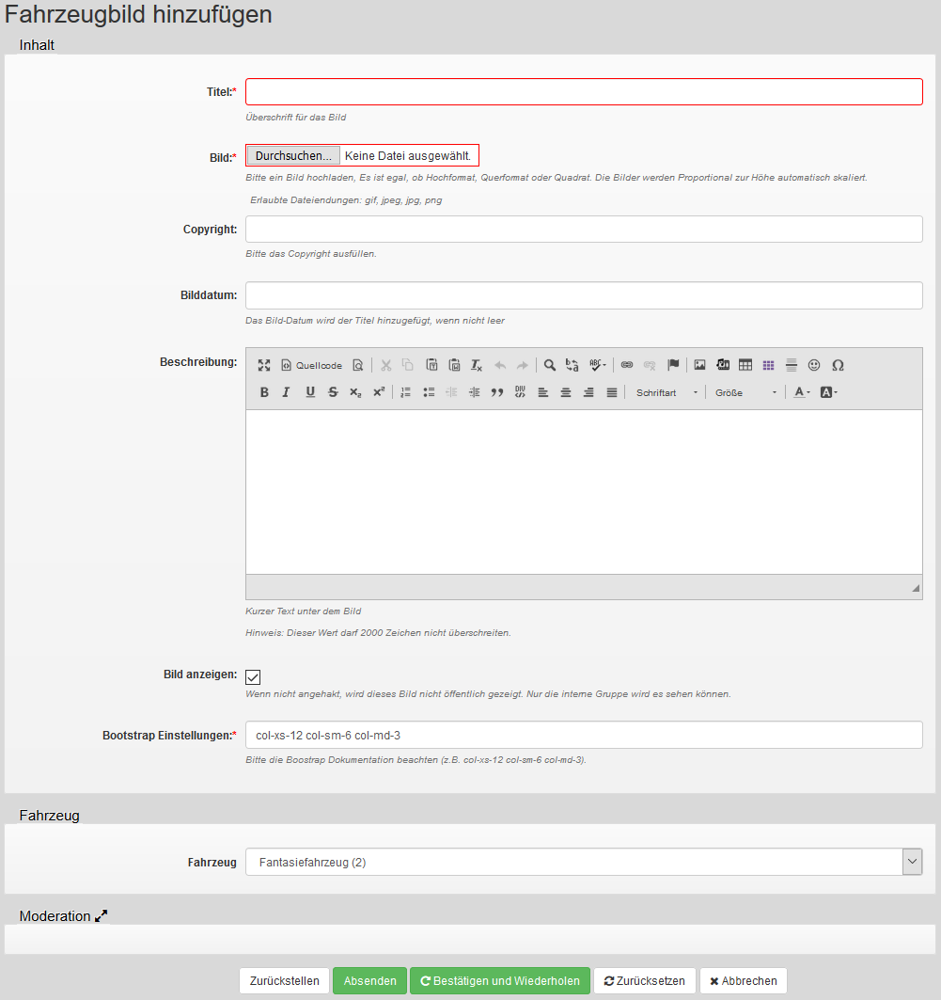 Fahrzeugbild hinzufügen
Inhalt
Titel:*
Überschrift für das Bild
Bild:* Durchsuchen... Keine Datei ausgewählt.
Bitte ein Bild hochladen, Es ist egal, ob Hochfomat, Querfomat oder Quadrat. Die Bilder werden Proportional zur Höhe automatisch skaliert.
Erlaubte Dateiendungen: gif, jpeg, jpg, png
Copyright:
Bitte das Copyright ausfüllen.
Bilddatum:
Das Bild-Datum wird der Titel hinzugefügt, wenn nicht leer
Beschreibung: Quellcode
B I U S x₂ x² Schriftart Größe A A
Kurzer Text unter dem Bild
Hinweis: Dieser Wert darf 2000 Zeichen nicht überschreiten.
Bild anzeigen:
Wenn nicht angehakt, wird dieses Bild nicht öffentlich gezeigt. Nur die interne Gruppe wird es sehen können.
Bootstrap Einstellungen:* col-xs-12 col-sm-6 col-md-3
Bitte die Boostrap Dokumentation beachten (z.B. col-xs-12 col-sm-6 col-md-3).
Fahrzeug
Fahrzeug Fantasiefahrzeug (2)
Moderation
Zurückstellen Absenden Bestätigen und Wiederholen Zurücksetzen Abbrechen